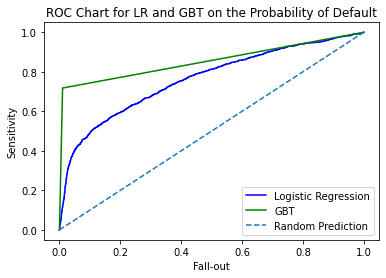 ROC Chart for LR and GBT on the Probability of Default
1.0
0.8
0.6
0.4
0.2
0.0
Sensitivity
Logistic Regression
GBT
Random Prediction
0.0 0.2 0.4 0.6 0.8 1.0
Fall-out